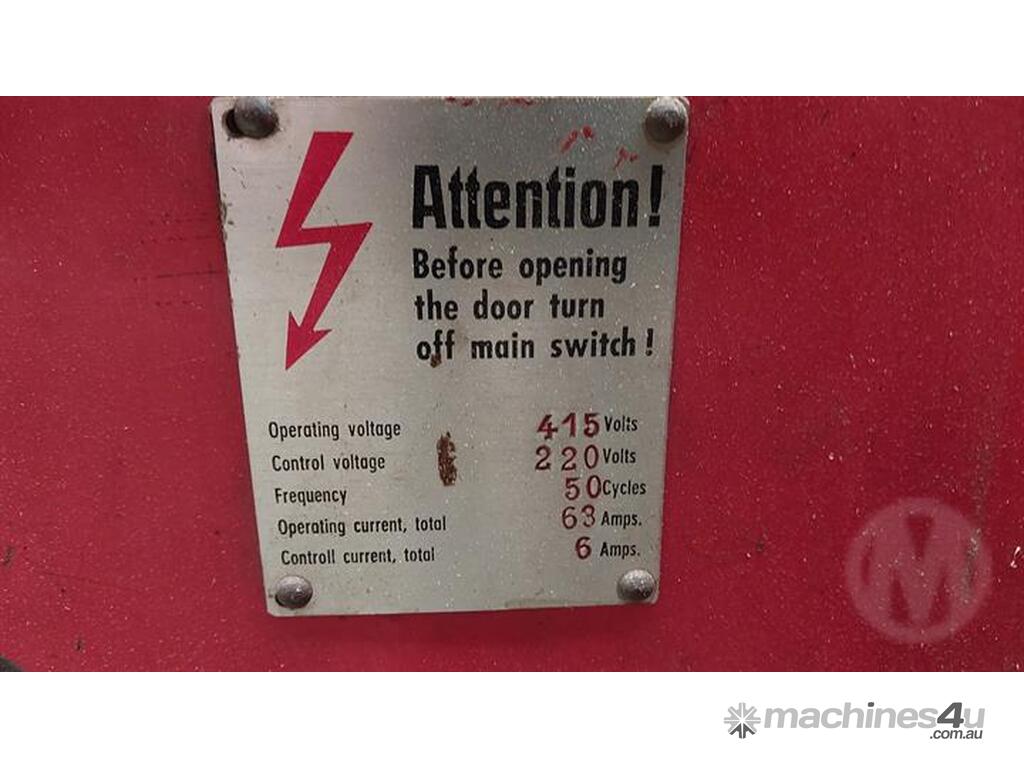 Attention!
Before opening
the door turn
off main switch!
Operating voltage 415 Volts
Control voltage 220 Volts
Frequency 50 Cycles
Operating current, total 63 Amps.
Controll current, total 6 Amps.
M
machines4u
.com.au